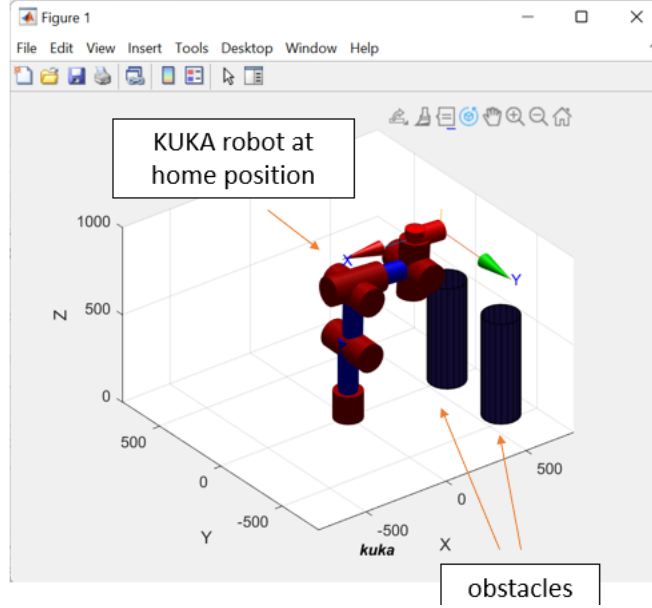 Figure 1
File Edit View Insert Tools Desktop Window Help
KUKA robot at
home position
1000
500
0
Z
X
Y
500
0
-500
Y
500
0
-500
X
kuka
obstacles